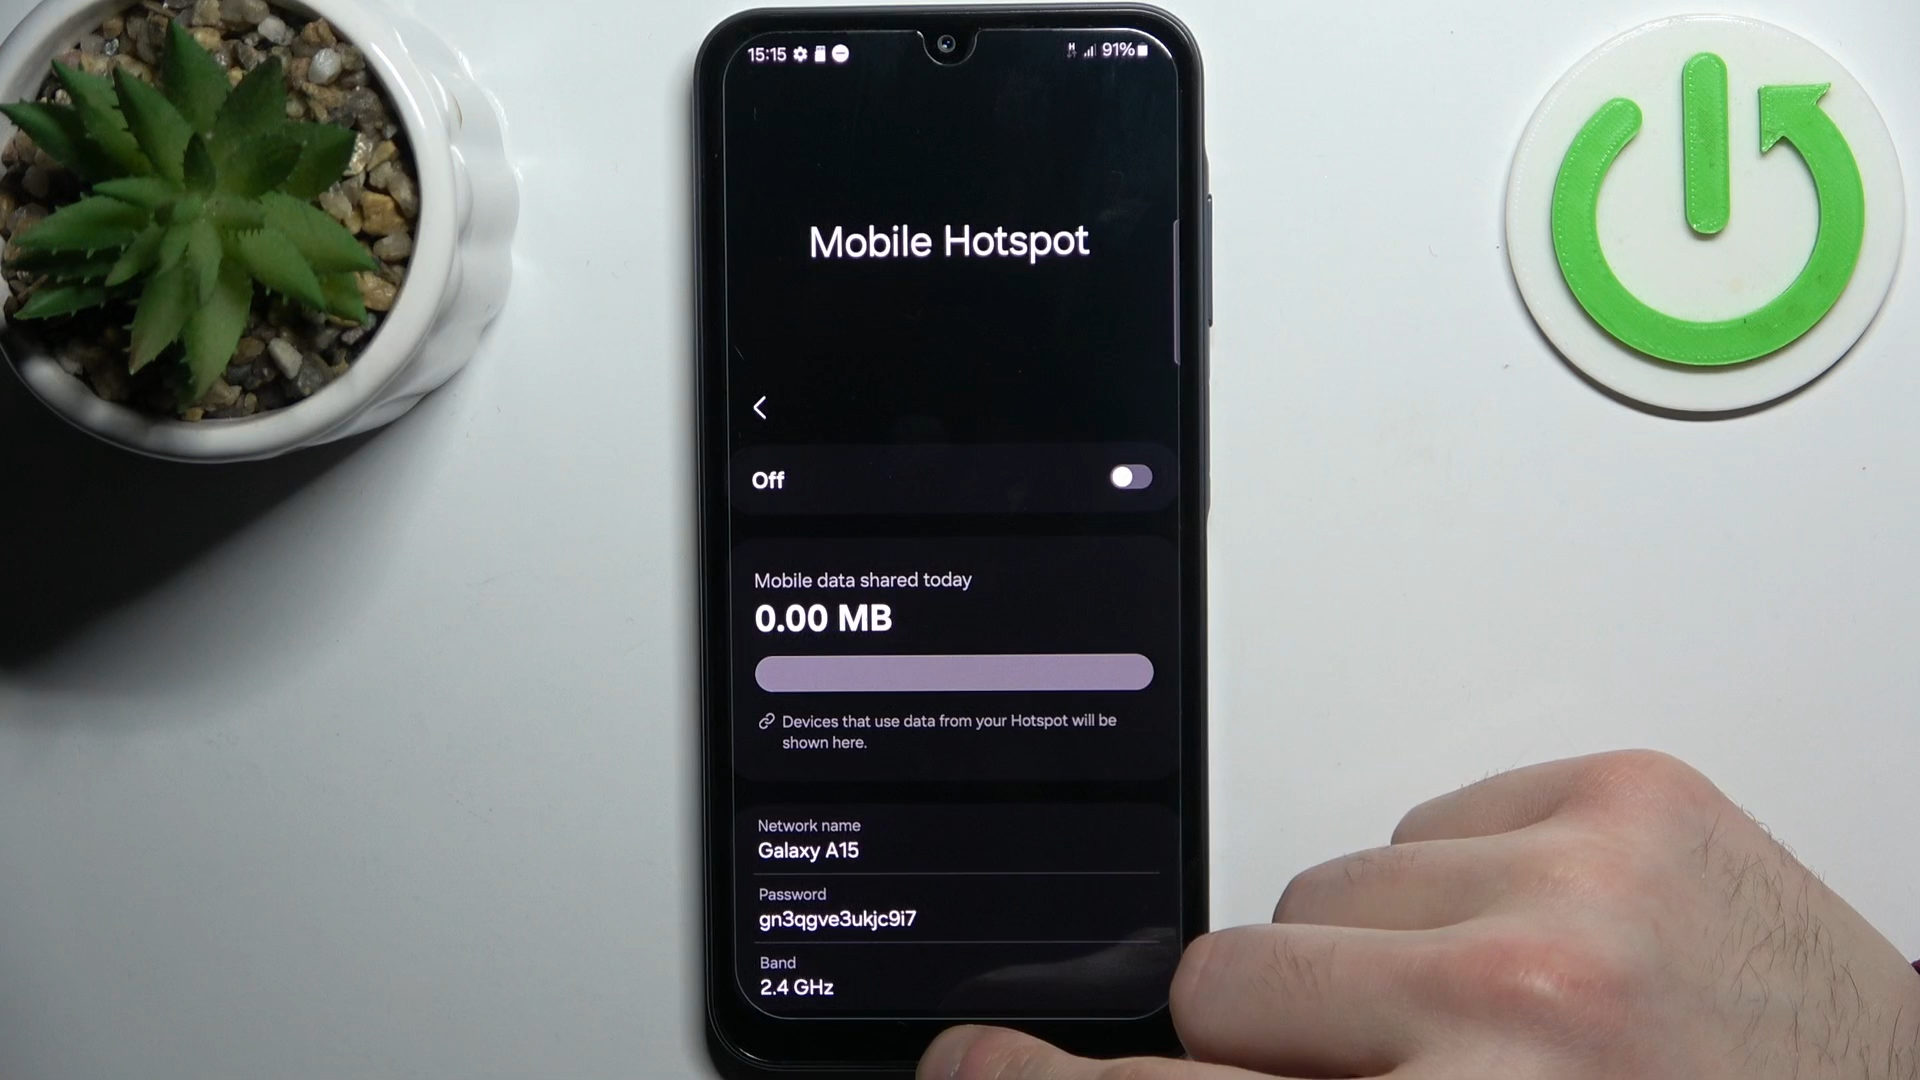 15:15 91%
Mobile Hotspot
Off
Mobile data shared today
0.00 MB
Devices that use data from your Hotspot will be
shown here.
Network name
Galaxy A15
Password
gn3qgve3ukjc9i7
Band
2.4 GHz